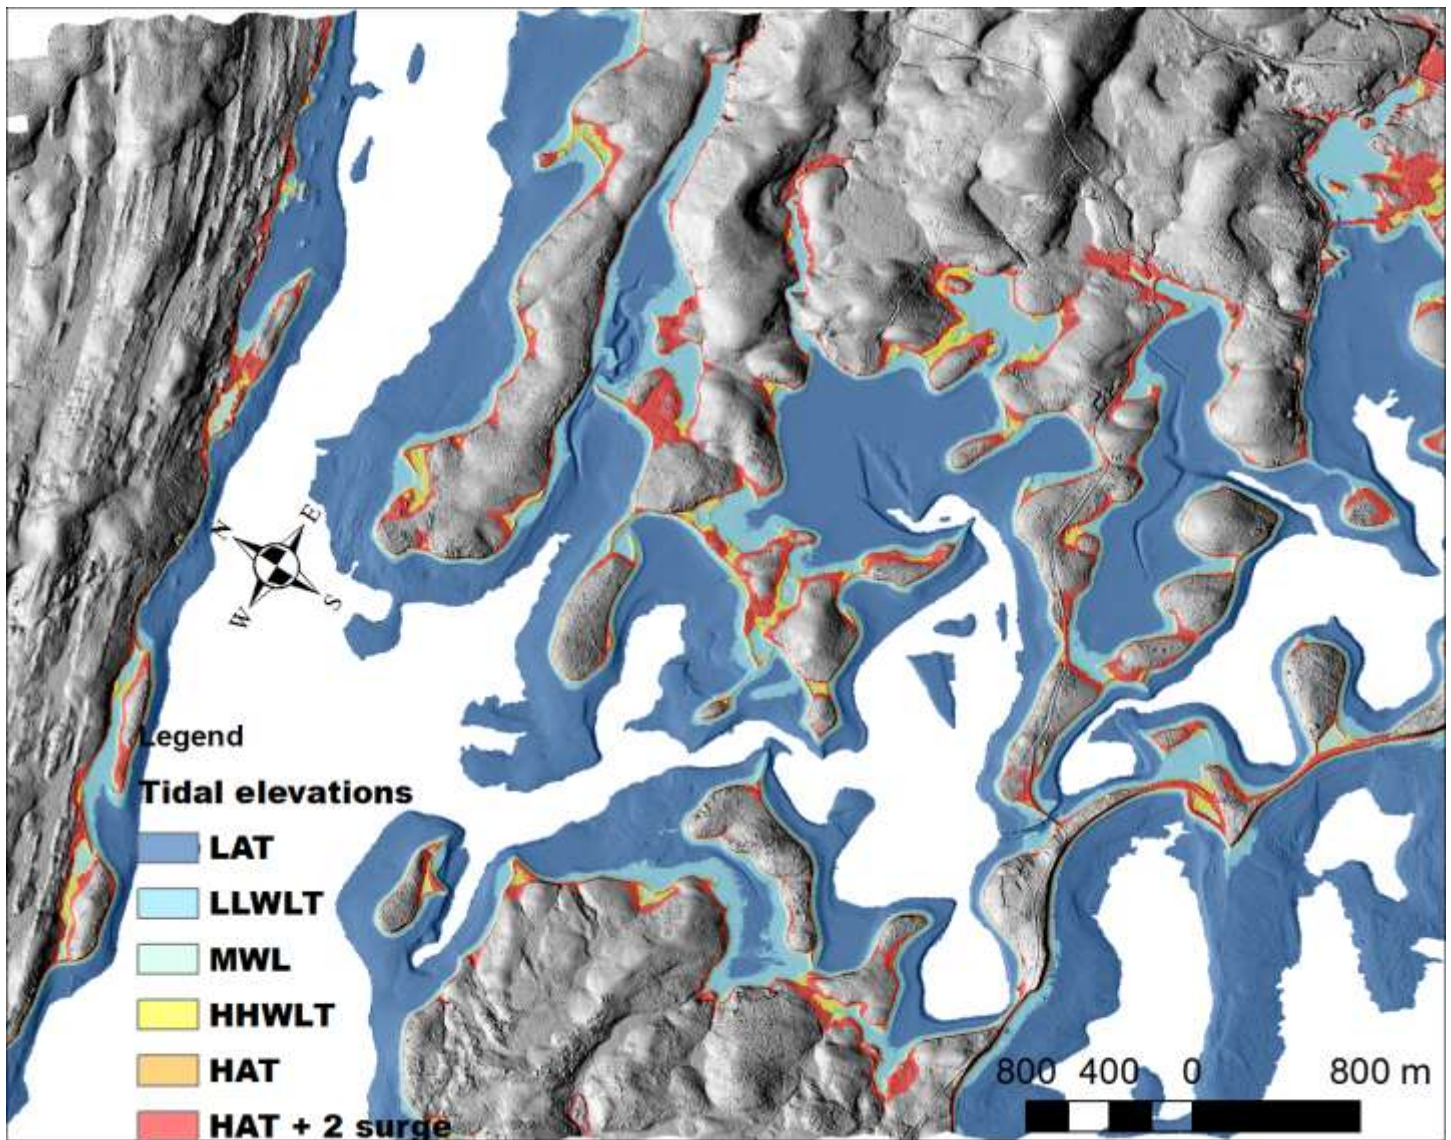 N E
W S
Legend
Tidal elevations
LAT
LLWLT
MWL
HHWLT
HAT
HAT + 2 surge
800 400 0 800 m